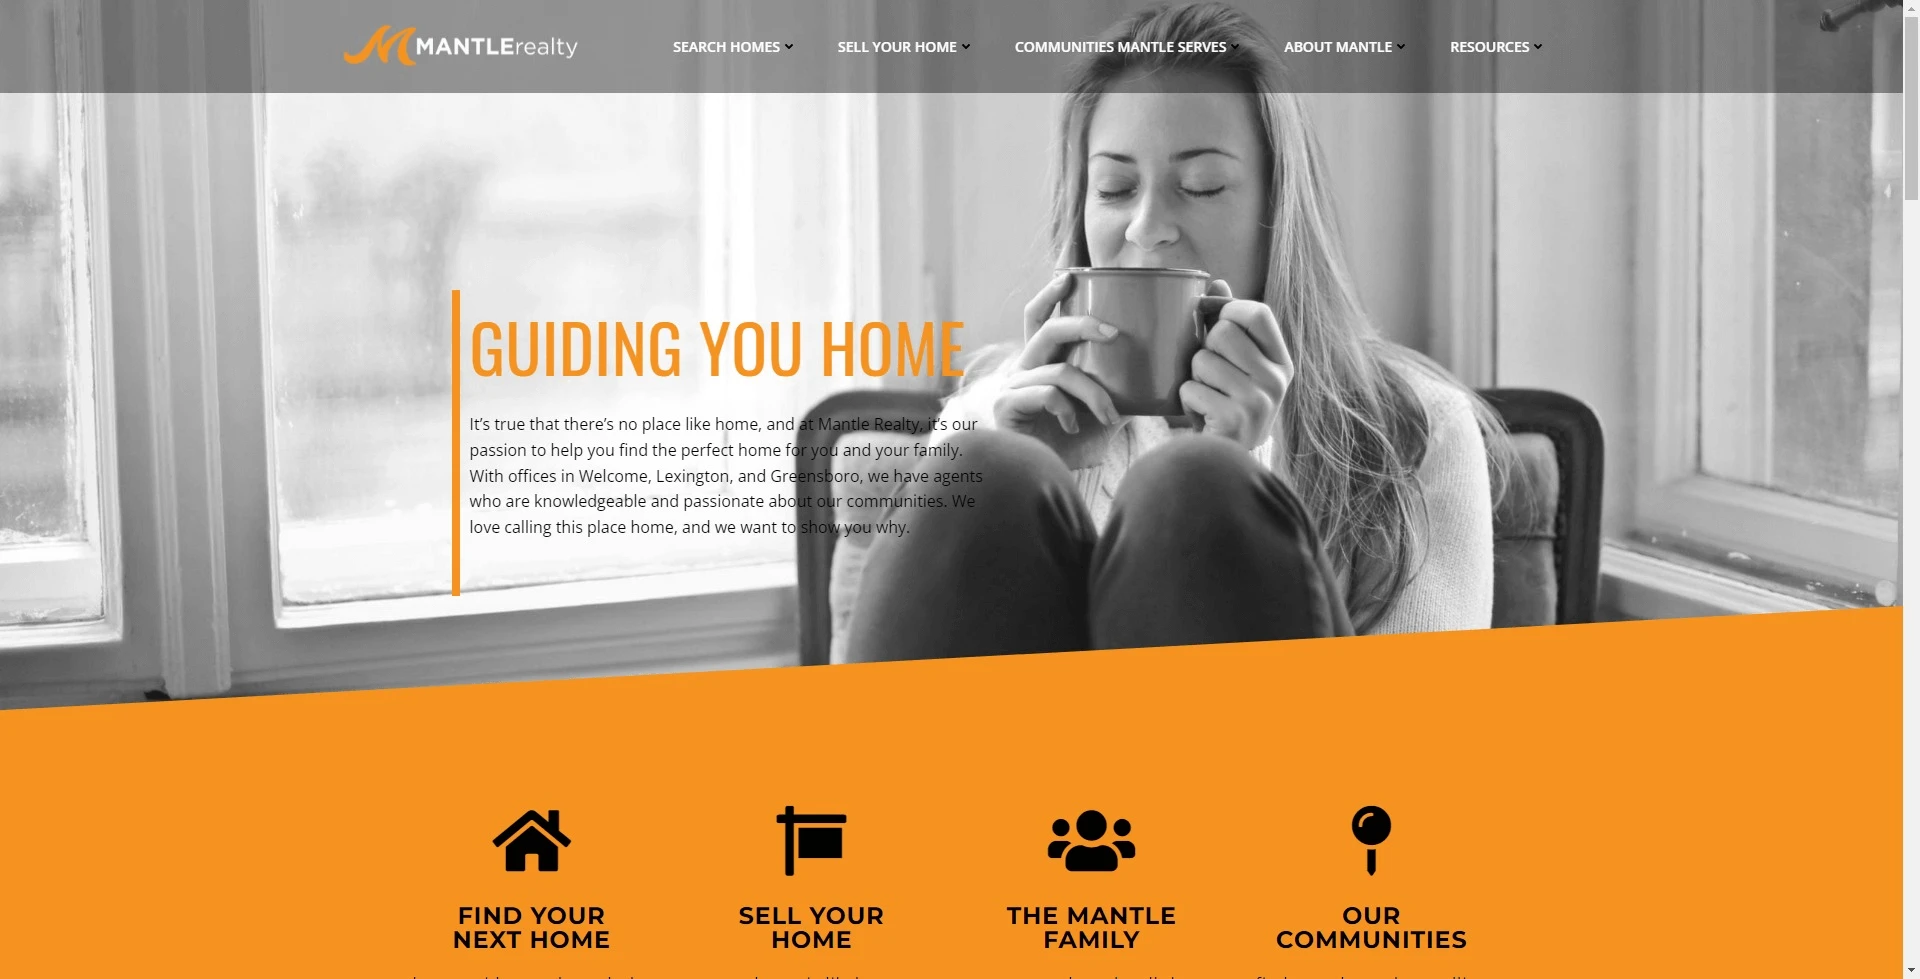 MANTLErealty
SEARCH HOMES
SELL YOUR HOME
COMMUNITIES MANTLE SERVES
ABOUT MANTLE
RESOURCES
GUIDING YOU HOME
It’s true that there’s no place like home, and at Mantle Realty, it’s our
passion to help you find the perfect home for you and your family.
With offices in Welcome, Lexington, and Greensboro, we have agents
who are knowledgeable and passionate about our communities. We
love calling this place home, and we want to show you why.
FIND YOUR
NEXT HOME
SELL YOUR
HOME
THE MANTLE
FAMILY
OUR
COMMUNITIES